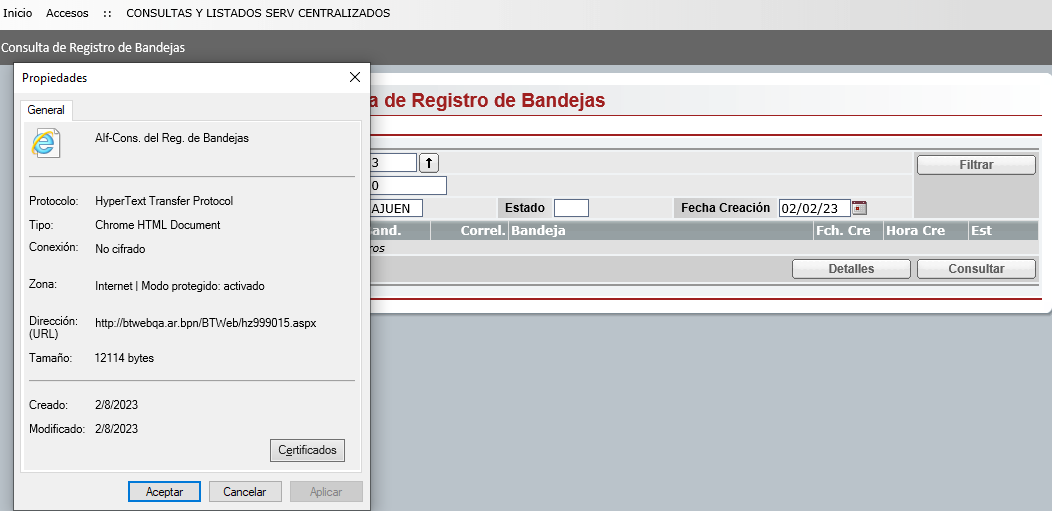 Inicio Accesos :: CONSULTAS Y LISTADOS SERV CENTRALIZADOS
Consulta de Registro de Bandejas
Propiedades
General
Alf-Cons. del Reg. de Bandejas
Protocolo: HyperText Transfer Protocol
Tipo: Chrome HTML Document
Conexión: No cifrado
Zona: Internet | Modo protegido: activado
Dirección: http://btwebqa.ar.bpn/BTWeb/hz999015.aspx
(URL)
Tamaño: 12114 bytes
Creado: 2/8/2023
Modificado: 2/8/2023
Certificados
Aceptar Cancelar Aplicar
a de Registro de Bandejas
3 Filtrar
0
AJUEN Estado Fecha Creación 02/02/23
and. Correl. Bandeja Fch. Cre Hora Cre Est
ros
Detalles Consultar